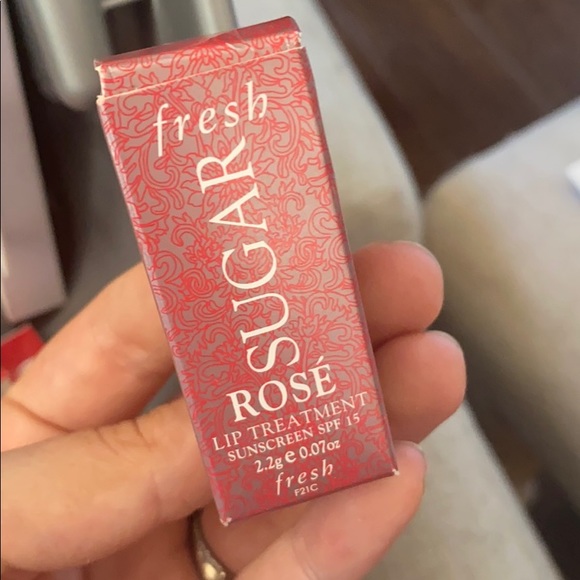 fresh
SUGAR
ROSÉ
LIP TREATMENT
SUNSCREEN SPF 15
2.2g e 0.07oz
fresh
F21C